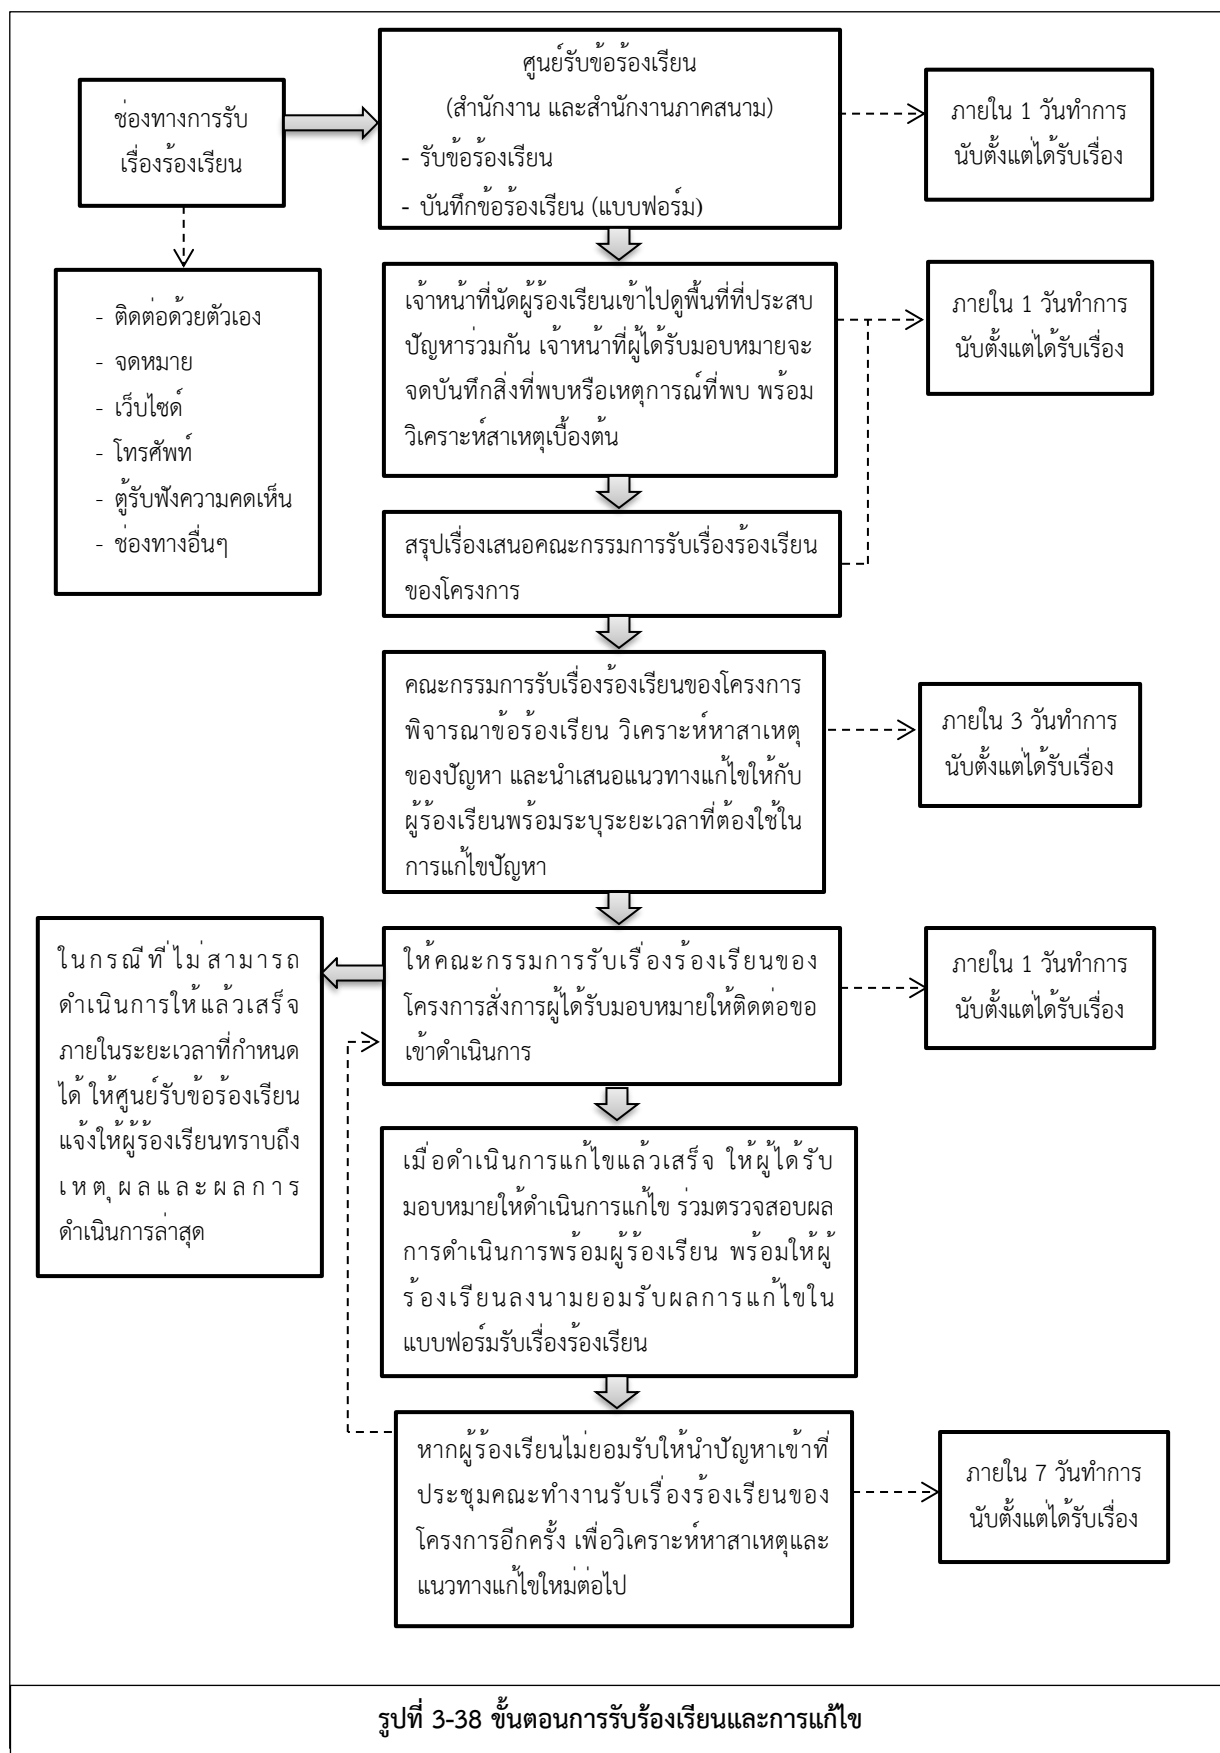 ช่องทางการรับ
เรื่องร้องเรียน
ศูนย์รับข้อร้องเรียน
(สำนักงาน และสำนักงานภาคสนาม)
- รับข้อร้องเรียน
- บันทึกข้อร้องเรียน (แบบฟอร์ม)
ภายใน 1 วันทำการ
นับตั้งแต่ได้รับเรื่อง
- ติดต่อด้วยตัวเอง
- จดหมาย
- เว็บไซด์
- โทรศัพท์
- ตู้รับฟังความคดเห็น
- ช่องทางอื่นๆ
เจ้าหน้าที่นัดผู้ร้องเรียนเข้าไปดูพื้นที่ที่ประสบ
ปัญหาร่วมกัน เจ้าหน้าที่ผู้ได้รับมอบหมายจะ
จดบันทึกสิ่งที่พบหรือเหตุการณ์ที่พบ พร้อม
วิเคราะห์สาเหตุเบื้องต้น
ภายใน 1 วันทำการ
นับตั้งแต่ได้รับเรื่อง
สรุปเรื่องเสนอคณะกรรมการรับเรื่องร้องเรียน
ของโครงการ
คณะกรรมการรับเรื่องร้องเรียนของโครงการ
พิจารณาข้อร้องเรียน วิเคราะห์หาสาเหตุ
ของปัญหา และนำเสนอแนวทางแก้ไขให้กับ
ผู้ร้องเรียนพร้อมระบุระยะเวลาที่ต้องใช้ใน
การแก้ไขปัญหา
ภายใน 3 วันทำการ
นับตั้งแต่ได้รับเรื่อง
ในกรณีที่ไม่สามารถ
ดำเนินการให้แล้วเสร็จ
ภายในระยะเวลาที่กำหนด
ได้ ให้ศูนย์รับข้อร้องเรียน
แจ้งให้ผู้ร้องเรียนทราบถึง
เหตุผลและผลการ
ดำเนินการล่าสุด
ให้คณะกรรมการรับเรื่องร้องเรียนของ
โครงการสั่งการผู้ได้รับมอบหมายให้ติดต่อขอ
เข้าดำเนินการ
ภายใน 1 วันทำการ
นับตั้งแต่ได้รับเรื่อง
เมื่อดำเนินการแก้ไขแล้วเสร็จ ให้ผู้ได้รับ
มอบหมายให้ดำเนินการแก้ไข ร่วมตรวจสอบผล
การดำเนินการพร้อมผู้ร้องเรียน พร้อมให้ผู้
ร้องเรียนลงนามยอมรับผลการแก้ไขใน
แบบฟอร์มรับเรื่องร้องเรียน
หากผู้ร้องเรียนไม่ยอมรับให้นำปัญหาเข้าที่
ประชุมคณะทำงานรับเรื่องร้องเรียนของ
โครงการอีกครั้ง เพื่อวิเคราะห์หาสาเหตุและ
แนวทางแก้ไขใหม่ต่อไป
ภายใน 7 วันทำการ
นับตั้งแต่ได้รับเรื่อง
รูปที่ 3-38 ขั้นตอนการรับร้องเรียนและการแก้ไข